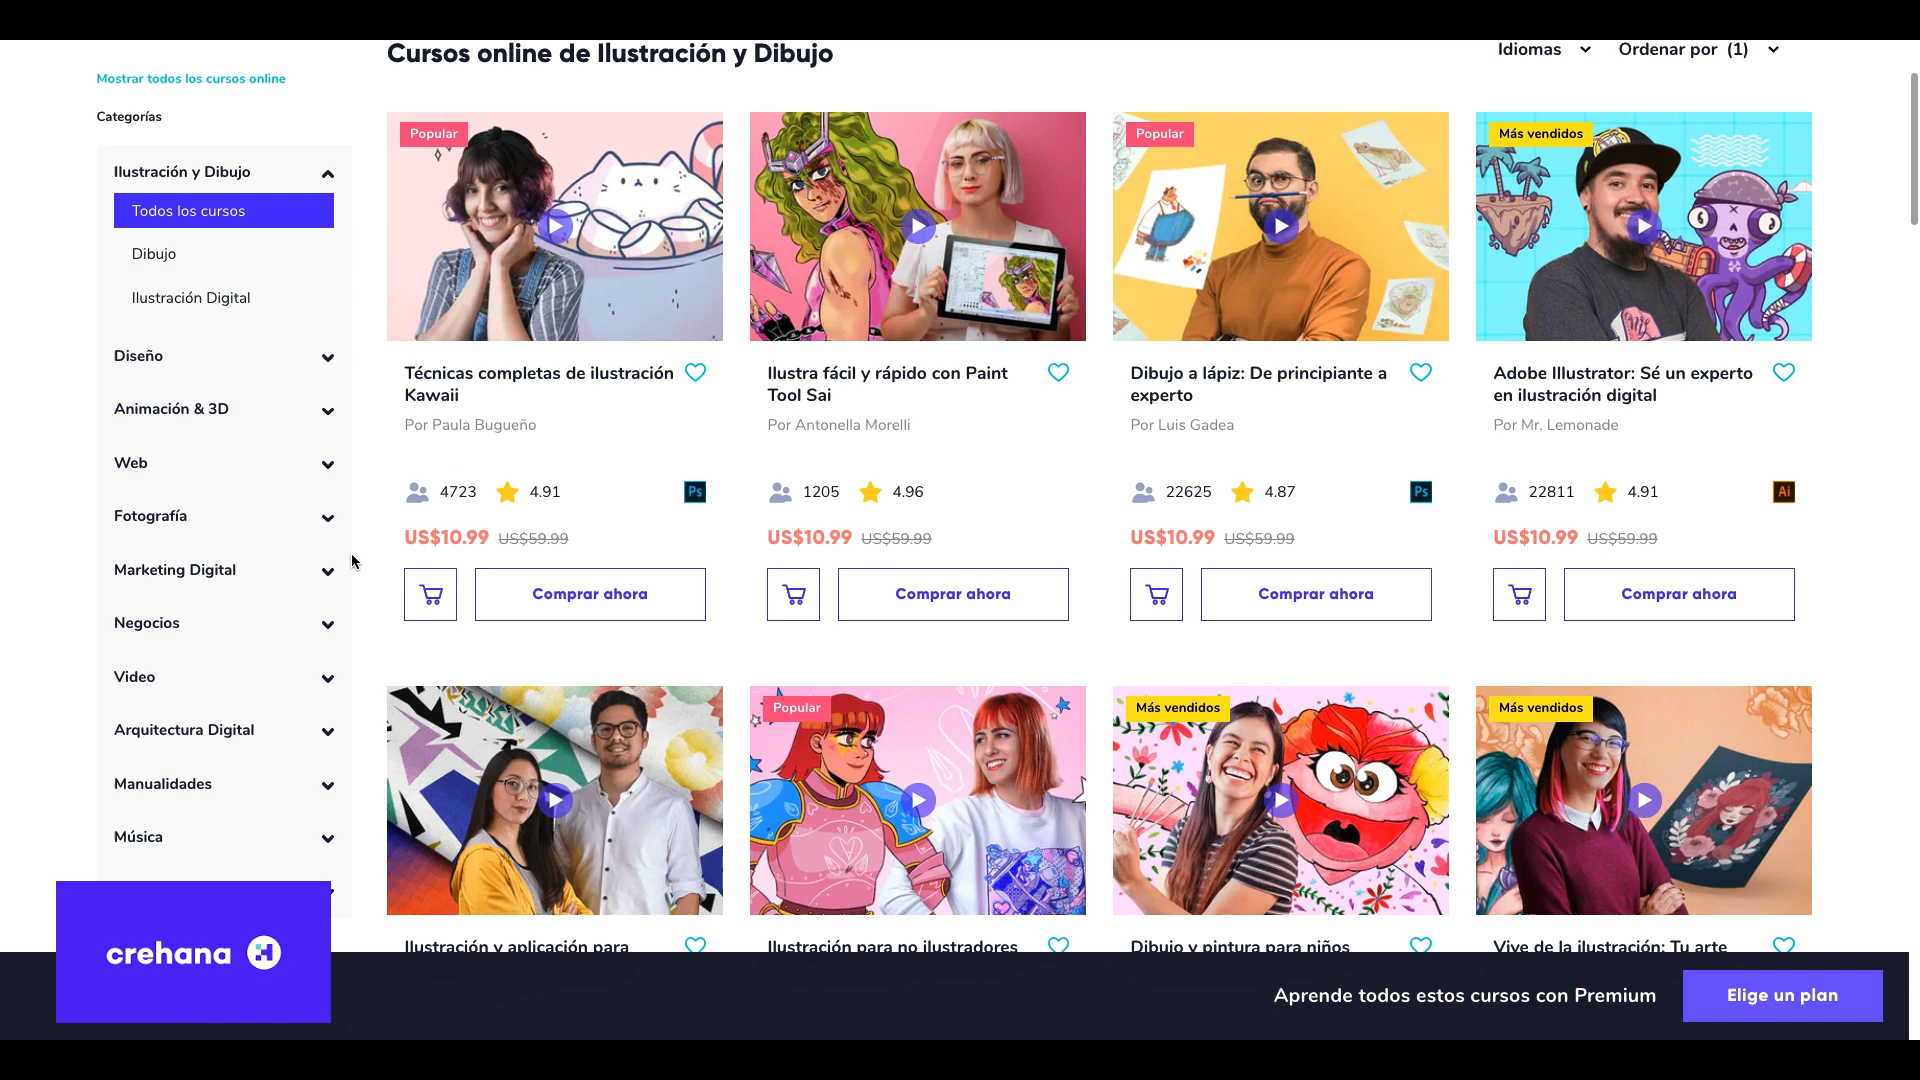 Cursos online de Ilustración y Dibujo
Idiomas
Ordenar por (1)
Mostrar todos los cursos online
Categorías
Ilustración y Dibujo
Todos los cursos
Dibujo
Ilustración Digital
Diseño
Animación & 3D
Web
Fotografía
Marketing Digital
Negocios
Video
Arquitectura Digital
Manualidades
Música
Popular
Técnicas completas de ilustración
Kawaii
Por Paula Bugueño
4723
4.91
Ps
US$10.99 US$59.99
Comprar ahora
Ilustra fácil y rápido con Paint
Tool Sai
Por Antonella Morelli
1205
4.96
US$10.99 US$59.99
Comprar ahora
Popular
Dibujo a lápiz: De principiante a
experto
Por Luis Gadea
22625
4.87
Ps
US$10.99 US$59.99
Comprar ahora
Más vendidos
Adobe Illustrator: Sé un experto
en ilustración digital
Por Mr. Lemonade
22811
4.91
Ai
US$10.99 US$59.99
Comprar ahora
Ilustración y aplicación para
Popular
Ilustración para no ilustradores
Más vendidos
Dibujo y pintura para niños
Más vendidos
Vive de la ilustración: Tu arte
crehana
Aprende todos estos cursos con Premium
Elige un plan